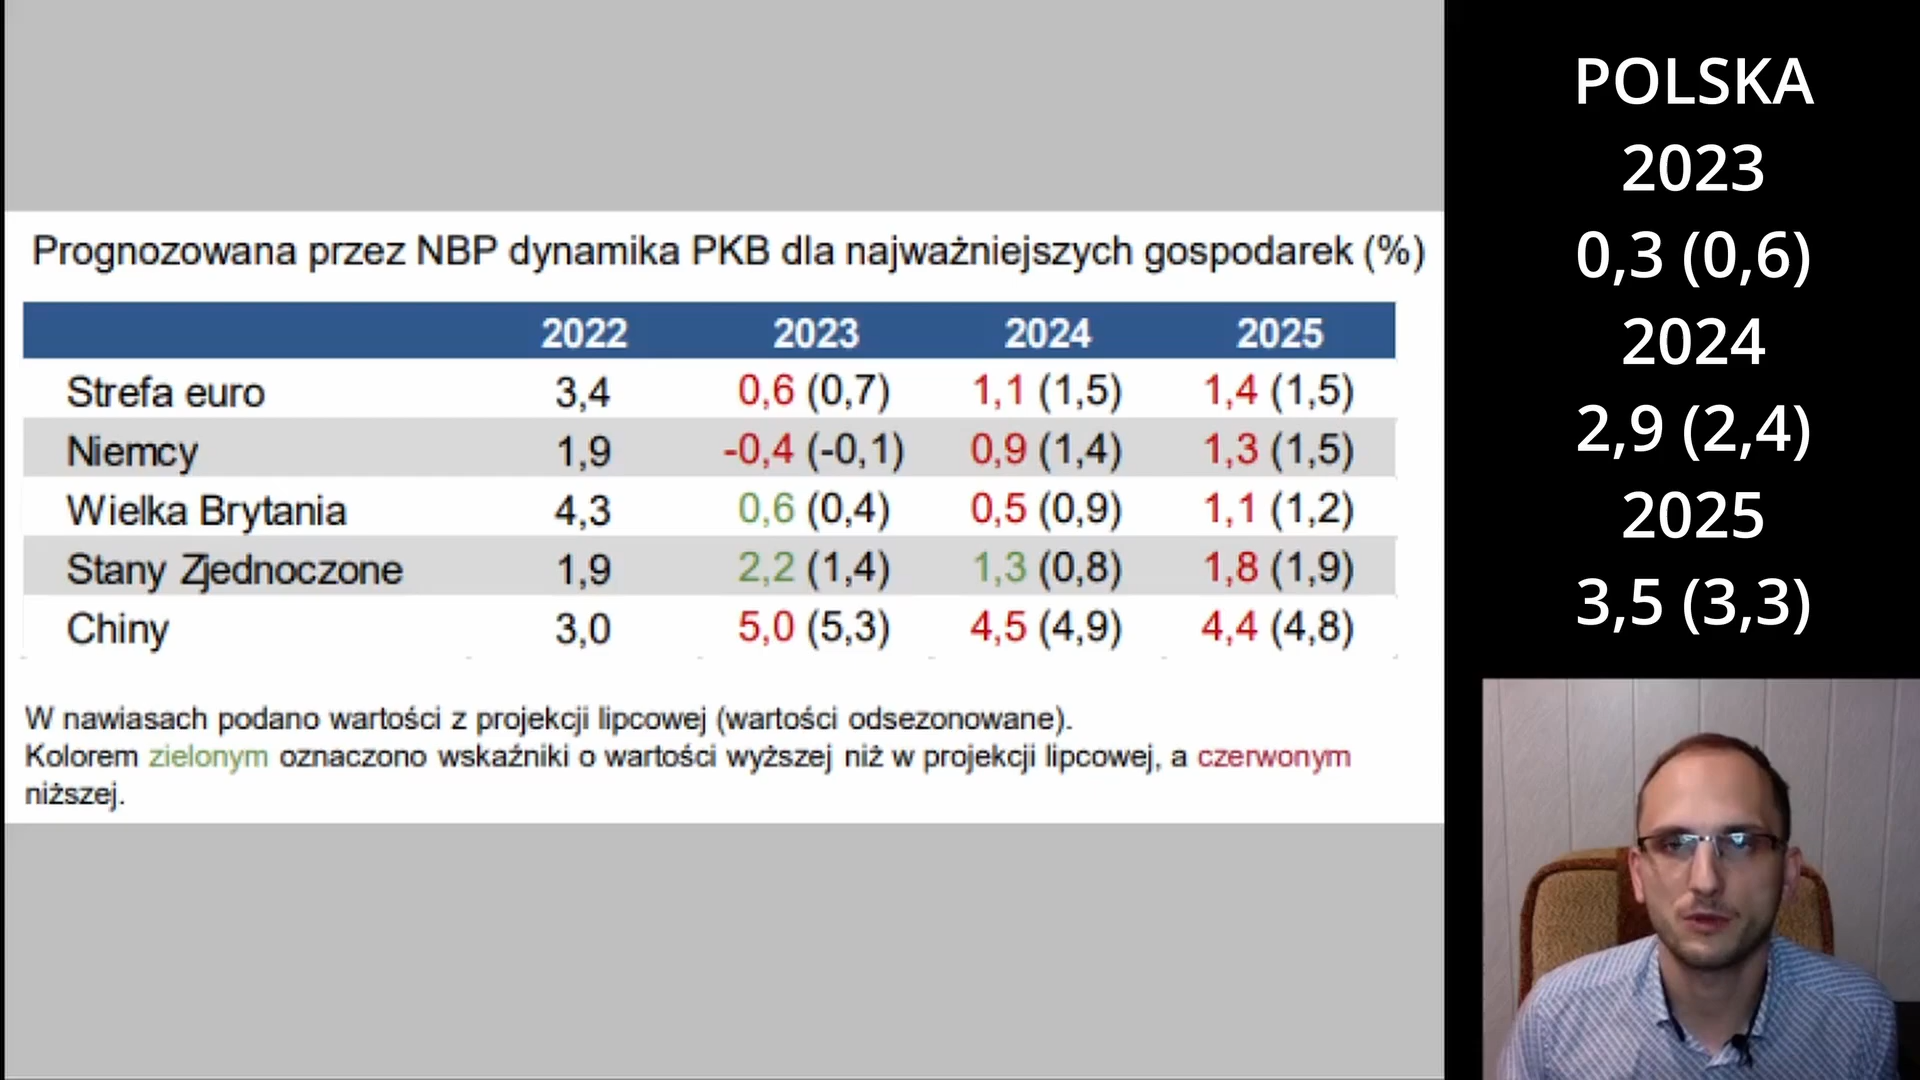 Prognozowana przez NBP dynamika PKB dla najważniejszych gospodarek (%)
2022 2023 2024 2025
Strefa euro 3,4 0,6 (0,7) 1,1 (1,5) 1,4 (1,5)
Niemcy 1,9 -0,4 (-0,1) 0,9 (1,4) 1,3 (1,5)
Wielka Brytania 4,3 0,6 (0,4) 0,5 (0,9) 1,1 (1,2)
Stany Zjednoczone 1,9 2,2 (1,4) 1,3 (0,8) 1,8 (1,9)
Chiny 3,0 5,0 (5,3) 4,5 (4,9) 4,4 (4,8)
W nawiasach podano wartości z projekcji lipcowej (wartości odsezonowane).
Kolorem zielonym oznaczono wskaźniki o wartości wyższej niż w projekcji lipcowej, a czerwonym
niższej.
POLSKA
2023
0,3 (0,6)
2024
2,9 (2,4)
2025
3,5 (3,3)